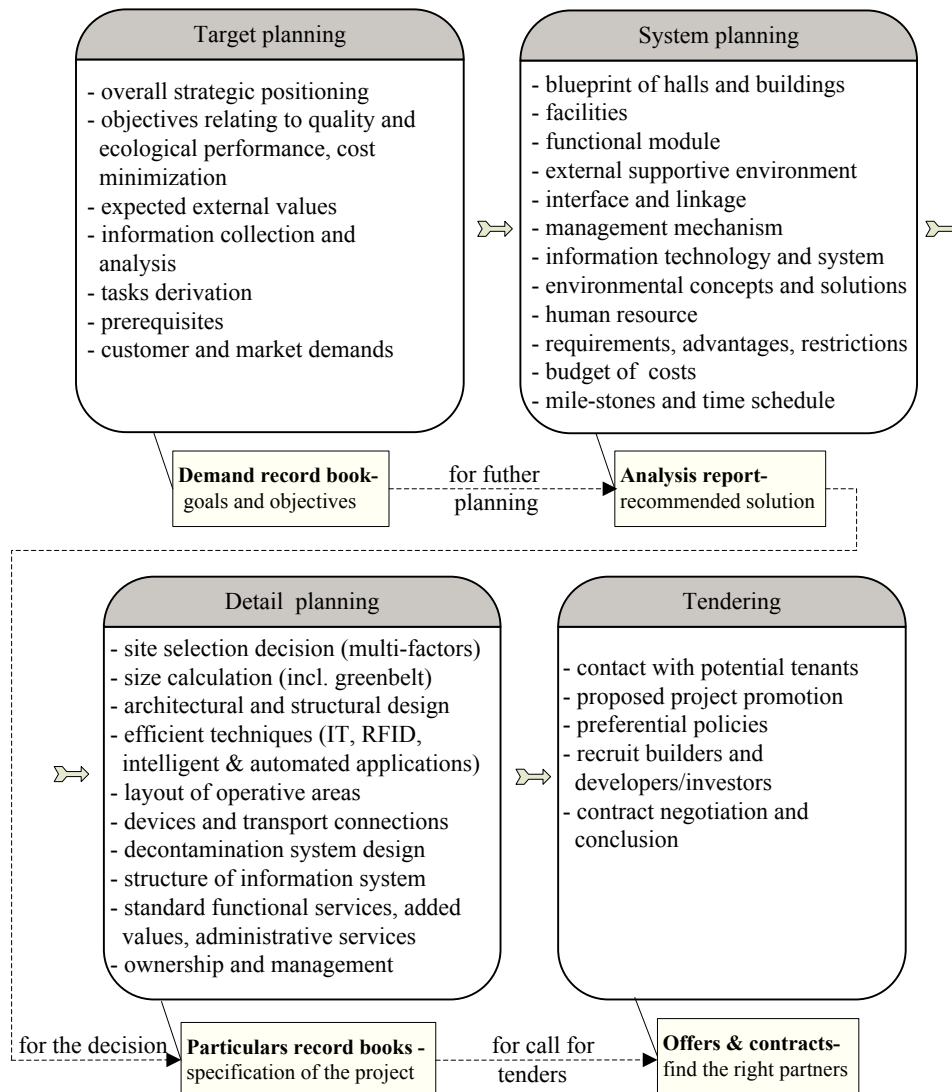 Target planning
- overall strategic positioning
- objectives relating to quality and
ecological performance, cost
minimization
- expected external values
- information collection and
analysis
- tasks derivation
- prerequisites
- customer and market demands
System planning
- blueprint of halls and buildings
- facilities
- functional module
- external supportive environment
- interface and linkage
- management mechanism
- information technology and system
- environmental concepts and solutions
- human resource
- requirements, advantages, restrictions
- budget of costs
- mile-stones and time schedule
Demand record book-
goals and objectives
for futher
planning
Analysis report-
recommended solution
Detail planning
- site selection decision (multi-factors)
- size calculation (incl. greenbelt)
- architectural and structural design
- efficient techniques (IT, RFID,
intelligent & automated applications)
- layout of operative areas
- devices and transport connections
- decontamination system design
- structure of information system
- standard functional services, added
values, administrative services
- ownership and management
Tendering
- contact with potential tenants
- proposed project promotion
- preferential policies
- recruit builders and
developers/investors
- contract negotiation and
conclusion
for the decision
Particulars record books -
specification of the project
for call for
tenders
Offers & contracts-
find the right partners